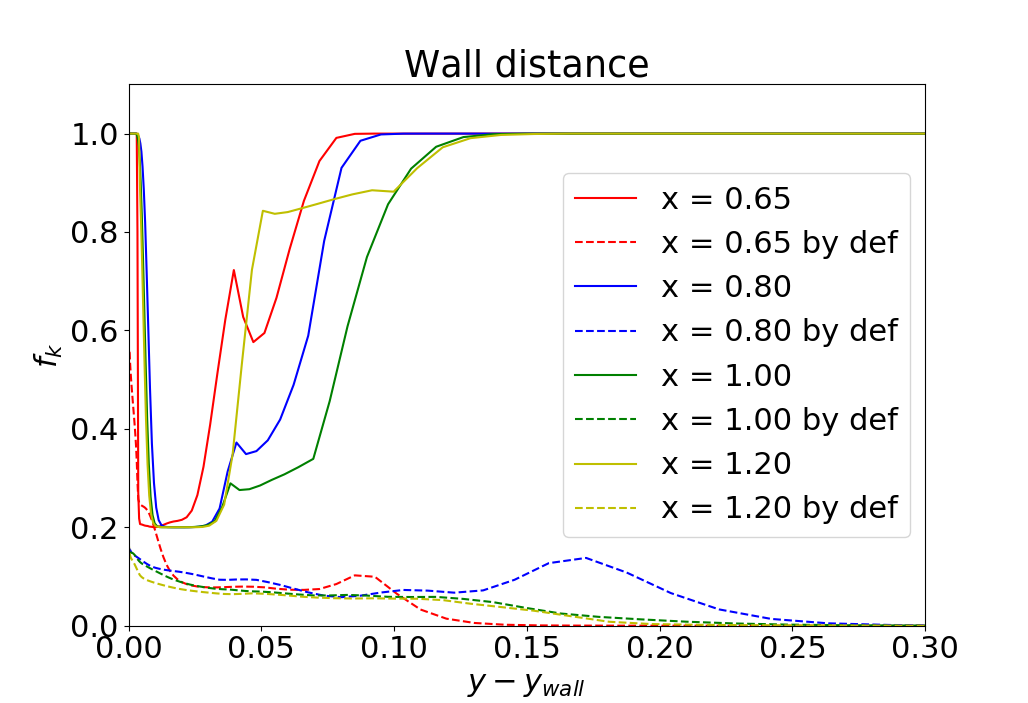 Wall distance
1.0
0.8
0.6
0.4
0.2
0.0
f_k
x = 0.65
x = 0.65 by def
x = 0.80
x = 0.80 by def
x = 1.00
x = 1.00 by def
x = 1.20
x = 1.20 by def
0.00 0.05 0.10 0.15 0.20 0.25 0.30
y − y_wall